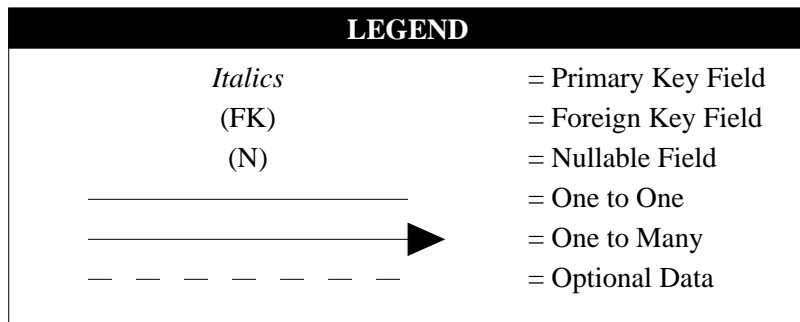 LEGEND
Italics = Primary Key Field
(FK) = Foreign Key Field
(N) = Nullable Field
= One to One
= One to Many
= Optional Data